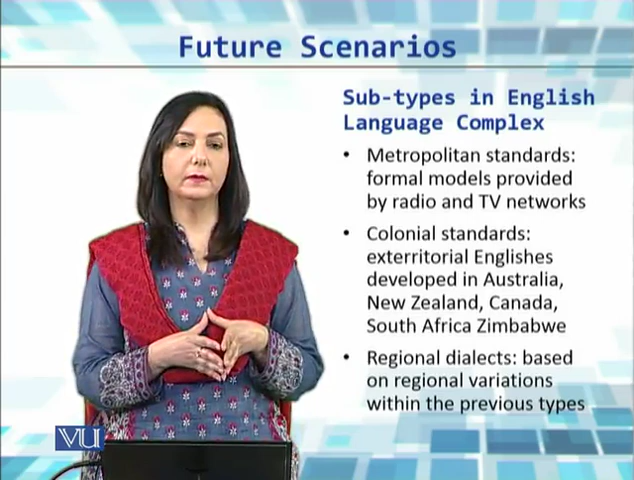 Future Scenarios
Sub-types in English
Language Complex
• Metropolitan standards:
formal models provided
by radio and TV networks
• Colonial standards:
exterritorial Englishes
developed in Australia,
New Zealand, Canada,
South Africa Zimbabwe
• Regional dialects: based
on regional variations
within the previous types
VU